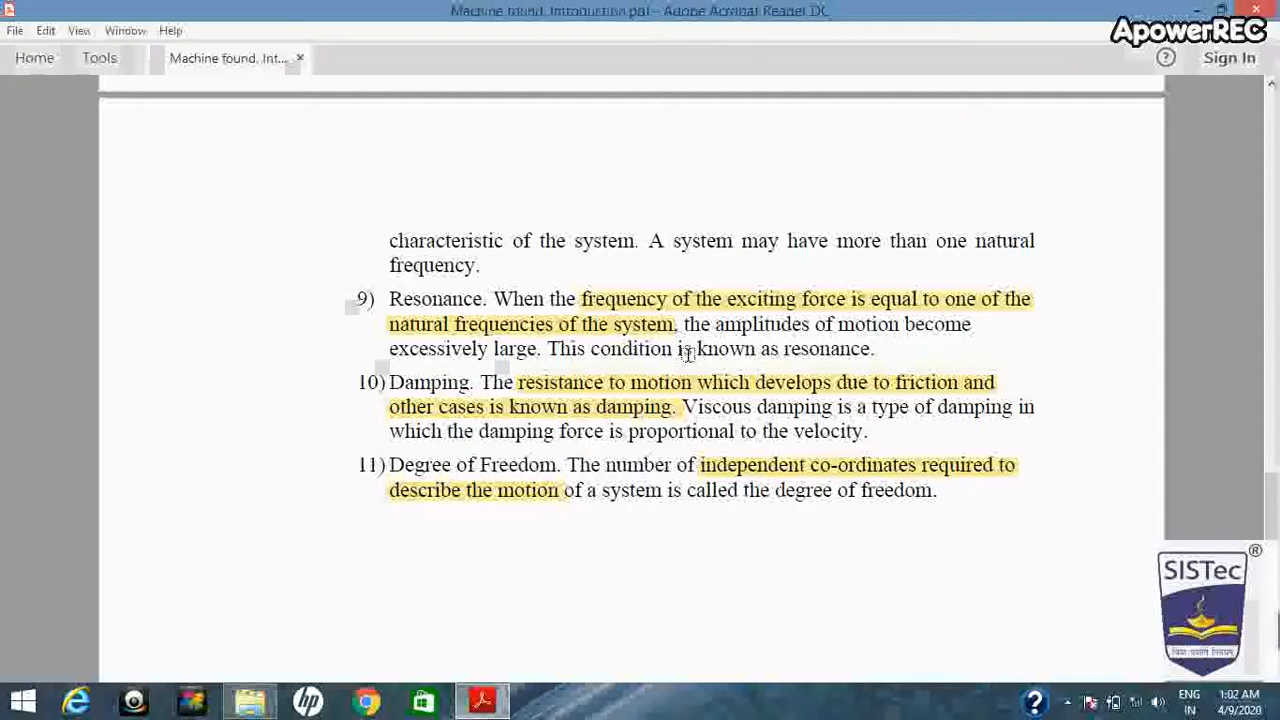 Machine found. Introduction.pdf - Adobe Acrobat Reader DC
ApowerREC
File Edit View Window Help
Home Tools Machine found. Int... × ? Sign In
characteristic of the system. A system may have more than one natural
frequency.
9) Resonance. When the frequency of the exciting force is equal to one of the
natural frequencies of the system, the amplitudes of motion become
excessively large. This condition is known as resonance.
10) Damping. The resistance to motion which develops due to friction and
other cases is known as damping. Viscous damping is a type of damping in
which the damping force is proportional to the velocity.
11) Degree of Freedom. The number of independent co-ordinates required to
describe the motion of a system is called the degree of freedom.
®
SISTec
ENG 1:02 AM
IN 4/9/2020